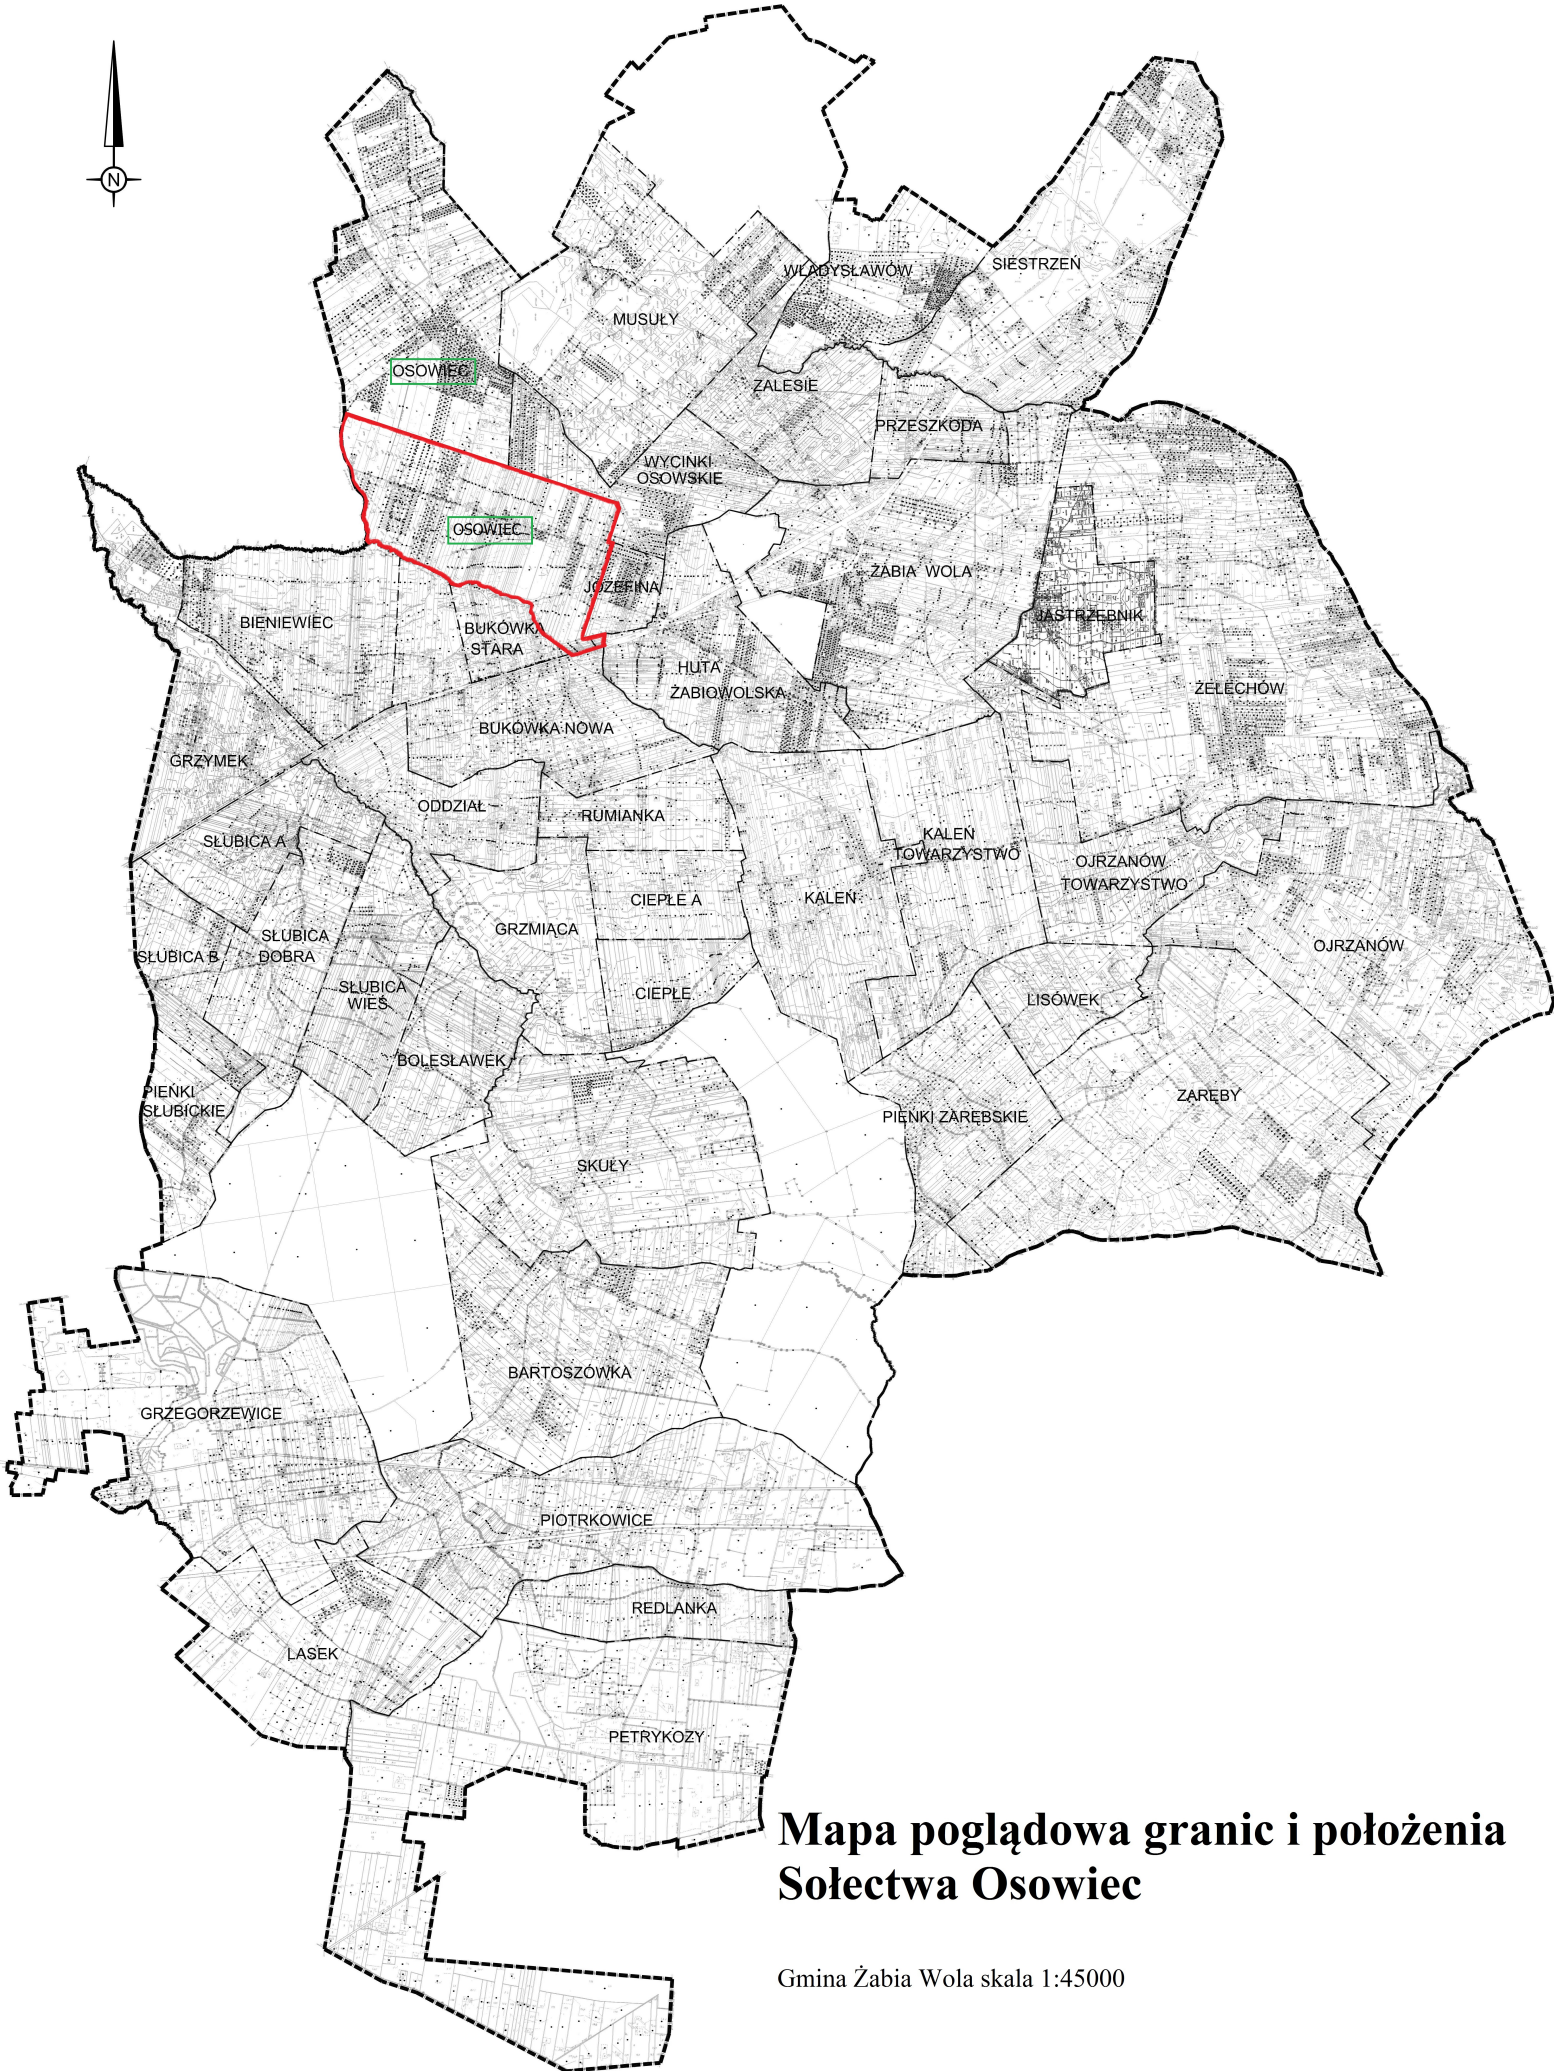 N
WŁADYSŁAWÓW
SIESTRZEŃ
MUSUŁY
OSOWIEC
ZALESIE
PRZESZKODA
WYCINKI
OSOWSKIE
OSOWIEC
ŻABIA WOLA
JÓZEFINA
JASTRZĘBNIK
BIENIEWIEC
BUKÓWKA
STARA
HUTA
ŻABIOWOLSKA
ŻELECHÓW
BUKÓWKA NOWA
GRZYMEK
ODDZIAŁ
RUMIANKA
SŁUBICA A
KALEŃ
TOWARZYSTWO
OJRZANÓW
TOWARZYSTWO
CIEPŁE A
KALEŃ
GRZMIĄCA
SŁUBICA
DOBRA
SŁUBICA B
OJRZANÓW
SŁUBICA
WIEŚ
CIEPŁE
LISÓWEK
BOLESŁAWEK
PIEŃKI
SŁUBICKIE
ZARĘBY
PIEŃKI ZARĘBSKIE
SKUŁY
BARTOSZÓWKA
GRZEGORZEWICE
PIOTRKOWICE
REDLANKA
LASEK
PETRYKOZY
Mapa poglądowa granic i położenia
Sołectwa Osowiec
Gmina Żabia Wola skala 1:45000